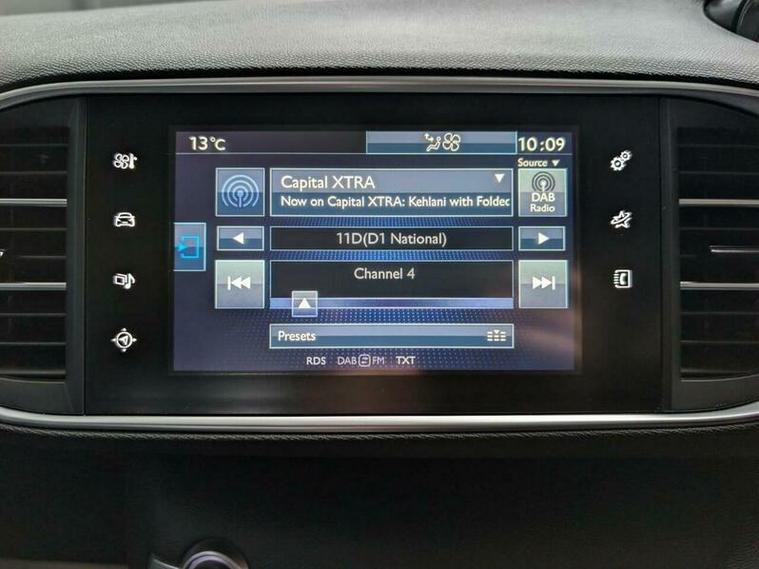 13°C
10:09
Source ▼
Capital XTRA
Now on Capital XTRA: Kehlani with Folded
DAB
Radio
11D(D1 National)
Channel 4
Presets
RDS DAB FM TXT